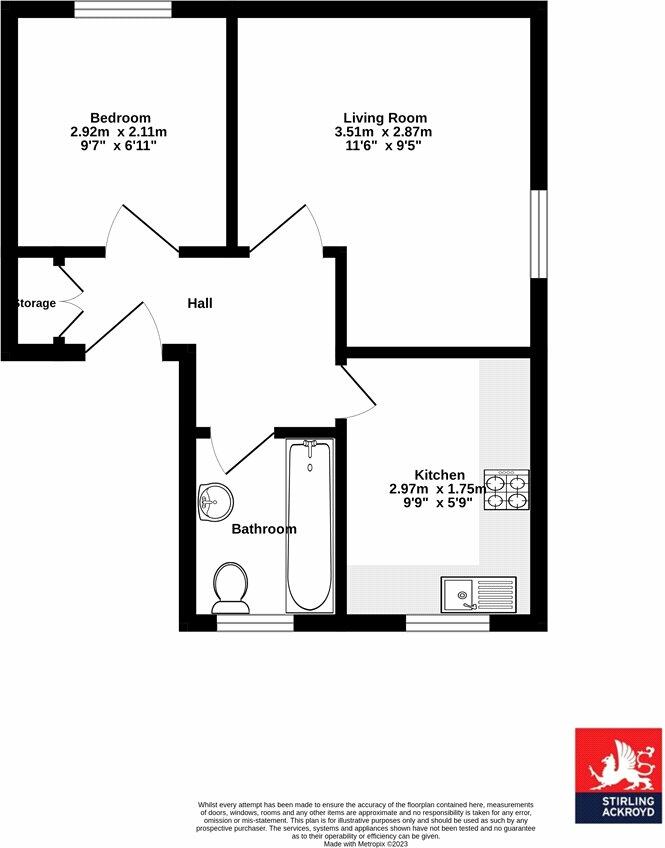 Bedroom
2.92m x 2.11m
9'7" x 6'11"
Living Room
3.51m x 2.87m
11'6" x 9'5"
Storage
Hall
Kitchen
2.97m x 1.75m
9'9" x 5'9"
Bathroom
STIRLING
ACKROYD
Whilst every attempt has been made to ensure the accuracy of the floorplan contained here, measurements
of doors, windows, rooms and any other items are approximate and no responsibility is taken for any error,
omission or mis-statement. This plan is for illustrative purposes only and should be used as such by any
prospective purchaser. The services, systems and appliances shown have not been tested and no guarantee
as to their operability or efficiency can be given.
Made with Metropix ©2023